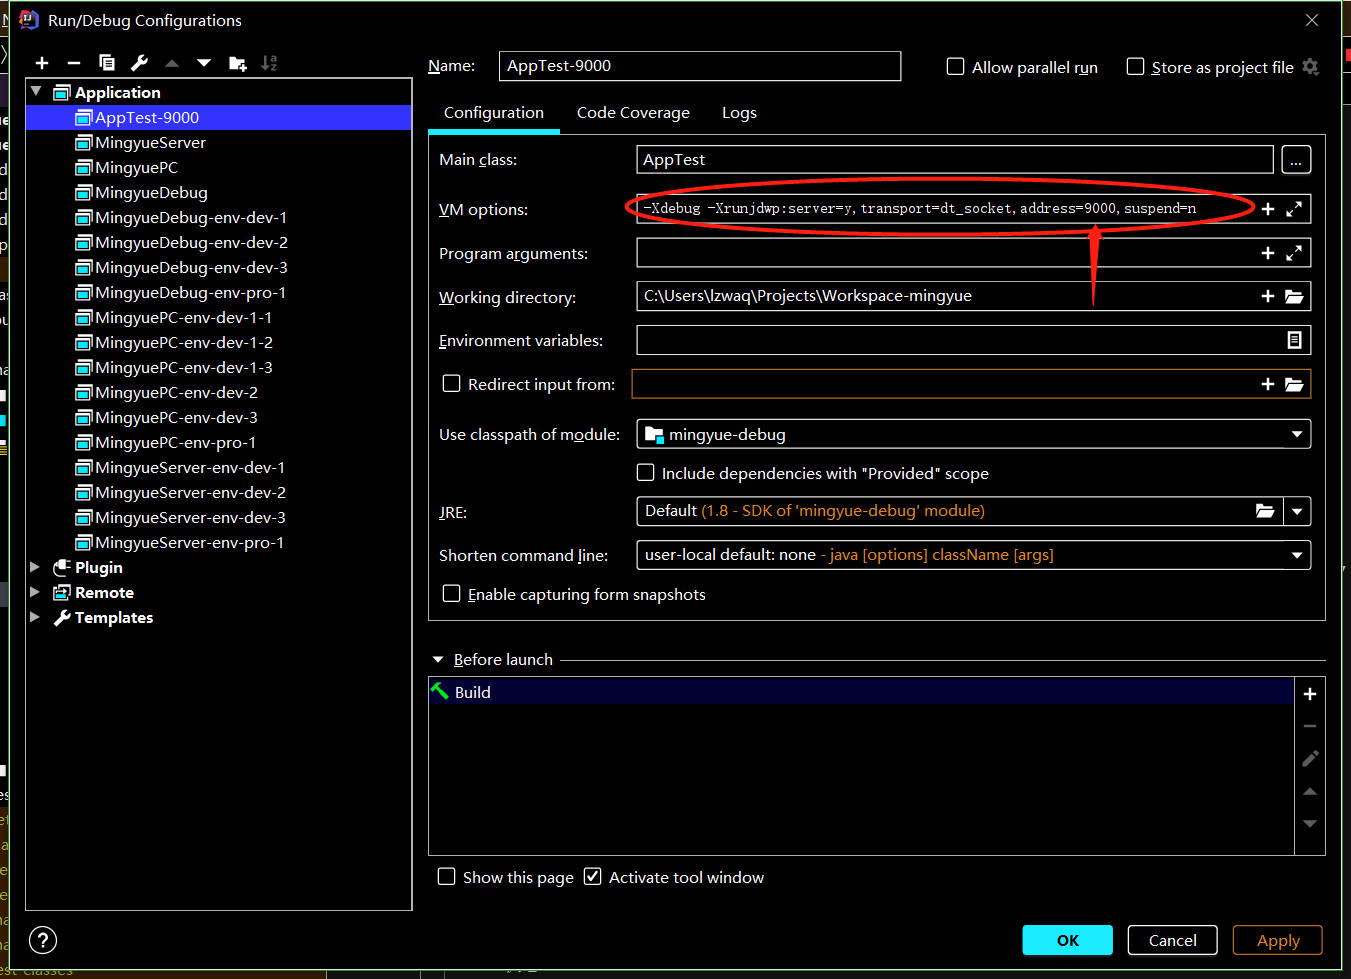 Run/Debug Configurations
Name: AppTest-9000
Allow parallel run
Store as project file
Application
AppTest-9000
MingyueServer
MingyuePC
MingyueDebug
MingyueDebug-env-dev-1
MingyueDebug-env-dev-2
MingyueDebug-env-dev-3
MingyueDebug-env-pro-1
MingyuePC-env-dev-1-1
MingyuePC-env-dev-1-2
MingyuePC-env-dev-1-3
MingyuePC-env-dev-2
MingyuePC-env-dev-3
MingyuePC-env-pro-1
MingyueServer-env-dev-1
MingyueServer-env-dev-2
MingyueServer-env-dev-3
MingyueServer-env-pro-1
Plugin
Remote
Templates
Configuration Code Coverage Logs
Main class: AppTest ...
VM options: -Xdebug -Xrunjdwp:server=y,transport=dt_socket,address=9000,suspend=n
Program arguments:
Working directory: C:\Users\lzwaq\Projects\Workspace-mingyue
Environment variables:
Redirect input from:
Use classpath of module: mingyue-debug
Include dependencies with "Provided" scope
JRE: Default (1.8 - SDK of 'mingyue-debug' module)
Shorten command line: user-local default: none - java [options] className [args]
Enable capturing form snapshots
Before launch
Build
Show this page Activate tool window
? OK Cancel Apply